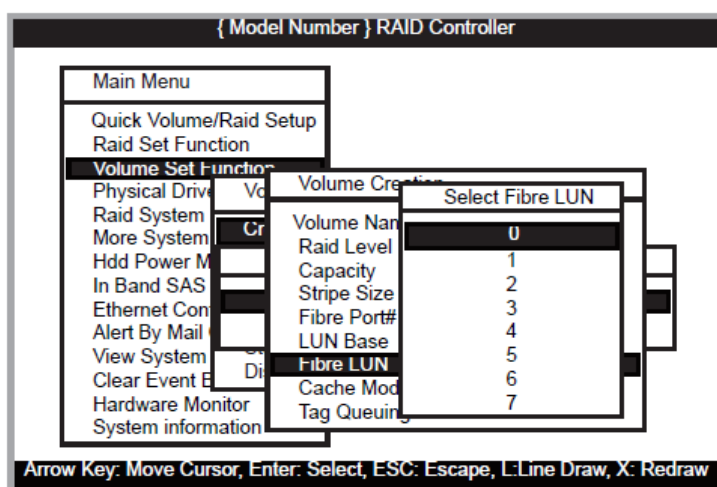 { Model Number } RAID Controller
Main Menu
Quick Volume/Raid Setup
Raid Set Function
Volume Set Function
Physical Drive
Raid System
More System
Hdd Power M
In Band SAS
Ethernet Con
Alert By Mail
View System
Clear Event B
Hardware Monitor
System information
Vo
Cr
Di
Volume Creation
Volume Nam
Raid Level
Capacity
Stripe Size
Fibre Port#
LUN Base
Fibre LUN
Cache Mod
Tag Queuing
Select Fibre LUN
0
1
2
3
4
5
6
7
Arrow Key: Move Cursor, Enter: Select, ESC: Escape, L:Line Draw, X: Redraw